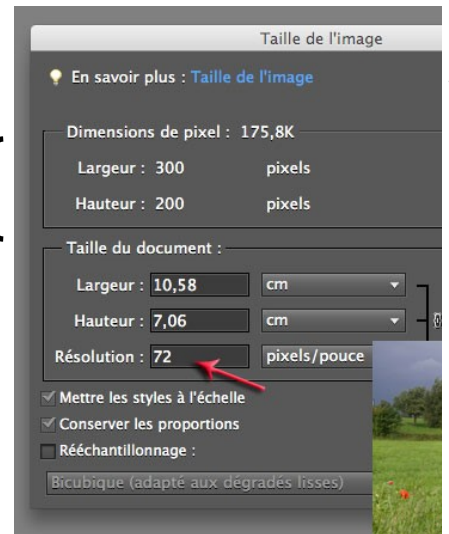 Taille de l'image
En savoir plus : Taille de l'image
Dimensions de pixel : 175,8K
Largeur : 300 pixels
Hauteur : 200 pixels
Taille du document :
Largeur : 10,58 cm
Hauteur : 7,06 cm
Résolution : 72 pixels/pouce
Mettre les styles à l'échelle
Conserver les proportions
Rééchantillonnage :
Bicubique (adapté aux dégradés lisses)